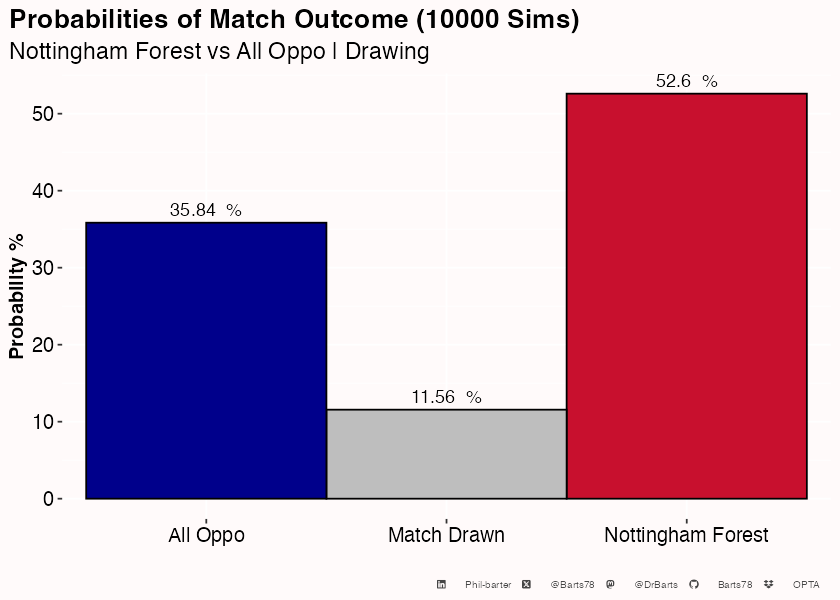 Probabilities of Match Outcome (10000 Sims)
Nottingham Forest vs All Oppo | Drawing
Probability %
50
40
30
20
10
0
35.84 %
11.56 %
52.6 %
All Oppo
Match Drawn
Nottingham Forest
Phil-barter @Barts78 @DrBarts Barts78 OPTA